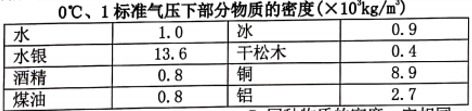 0℃、1标准气压下部分物质的密度(×10³kg/m³)
水 1.0 冰 0.9
水银 13.6 干松木 0.4
酒精 0.8 铜 8.9
煤油 0.8 铝 2.7